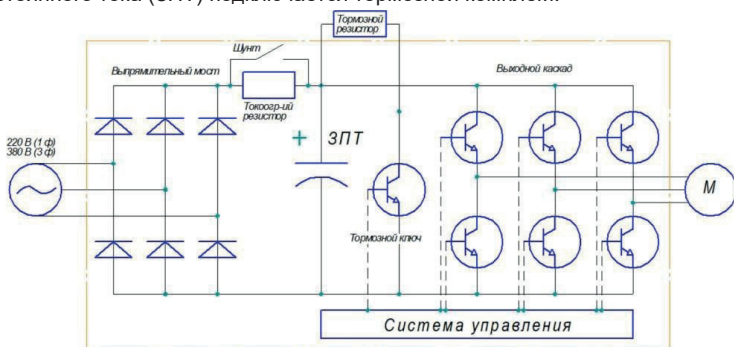 Тормозной
резистор
Шунт
Выпрямительный мост
Выходной каскад
Токоогр-ий
резистор
220 В (1 ф)
380 В (3 ф)
+ ЗПТ
М
Тормозной ключ
Система управления